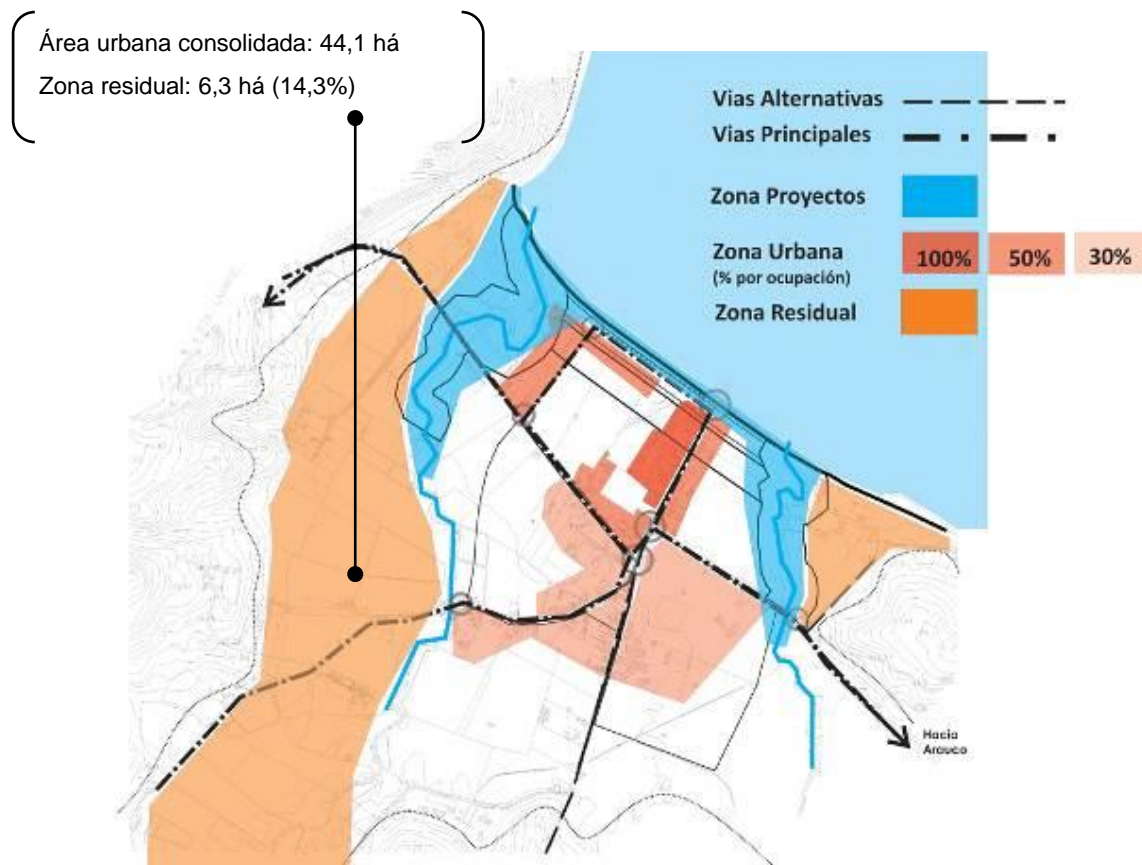 Área urbana consolidada: 44,1 há
Zona residual: 6,3 há (14,3%)
Vias Alternativas
Vias Principales
Zona Proyectos
Zona Urbana
(% por ocupación)
100% 50% 30%
Zona Residual
Hacia
Arauco